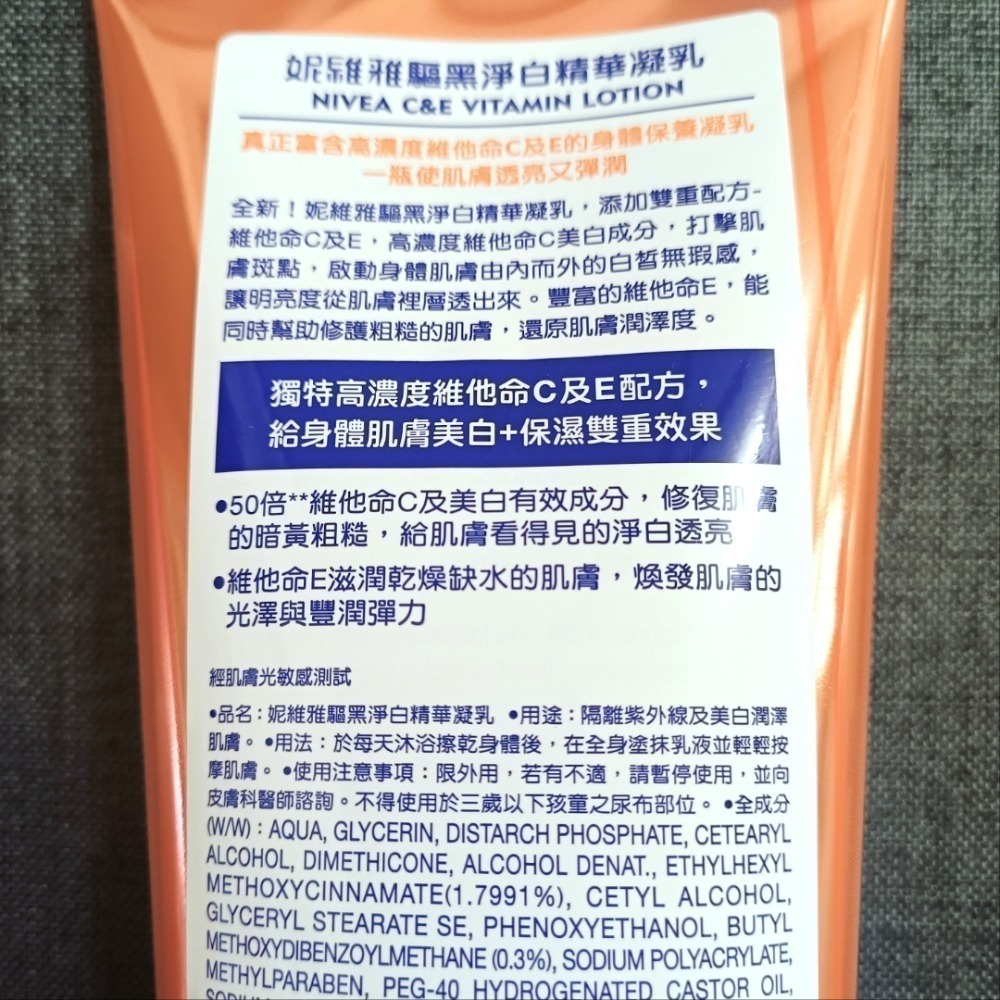 妮維雅驅黑淨白精華凝乳
NIVEA C&E VITAMIN LOTION
真正富含高濃度維他命C及E的身體保養凝乳
一瓶使肌膚透亮又彈潤
全新！妮維雅驅黑淨白精華凝乳，添加雙重配方-
維他命C及E，高濃度維他命C美白成分，打擊肌
膚斑點，啟動身體肌膚由內而外的白皙無瑕感，
讓明亮度從肌膚裡層透出來。豐富的維他命E，能
同時幫助修護粗糙的肌膚，還原肌膚潤澤度。
獨特高濃度維他命C及E配方，
給身體肌膚美白+保濕雙重效果
●50倍**維他命C及美白有效成分，修復肌膚
的暗黃粗糙，給肌膚看得見的淨白透亮
●維他命E滋潤乾燥缺水的肌膚，煥發肌膚的
光澤與豐潤彈力
經肌膚光敏感測試
●品名：妮維雅驅黑淨白精華凝乳 ●用途：隔離紫外線及美白潤澤
肌膚。●用法：於每天沐浴擦乾身體後，在全身塗抹乳液並輕輕按
摩肌膚。●使用注意事項：限外用，若有不適，請暫停使用，並向
皮膚科醫師諮詢。不得使用於三歲以下孩童之尿布部位。●全成分
(W/W)：AQUA, GLYCERIN, DISTARCH PHOSPHATE, CETEARYL
ALCOHOL, DIMETHICONE, ALCOHOL DENAT., ETHYLHEXYL
METHOXYCINNAMATE(1.7991%), CETYL ALCOHOL,
GLYCERYL STEARATE SE, PHENOXYETHANOL, BUTYL
METHOXYDIBENZOYLMETHANE (0.3%), SODIUM POLYACRYLATE,
METHYLPARABEN, PEG-40 HYDROGENATED CASTOR OIL,